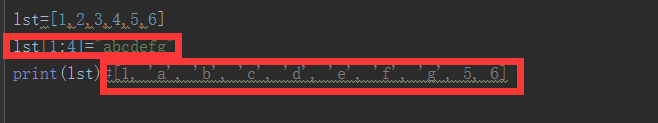 lst=[1,2,3,4,5,6]
lst[1:4]="abcdefg"
print(lst)#[1, 'a', 'b', 'c', 'd', 'e', 'f', 'g', 5, 6]